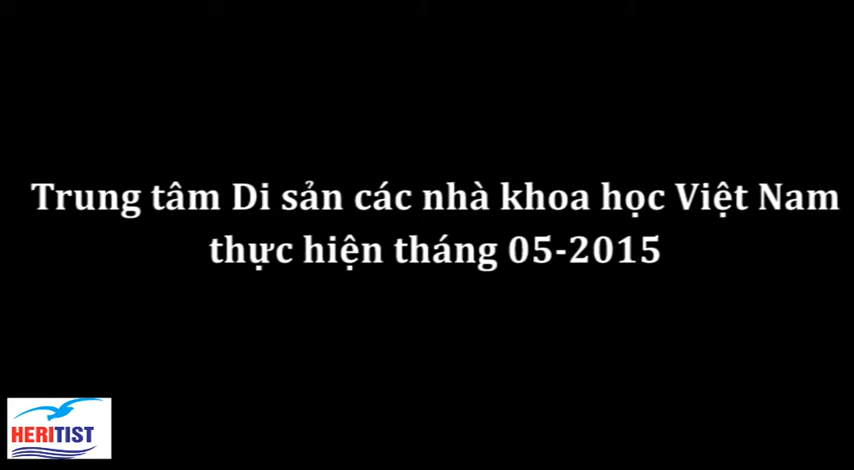 Trung tâm Di sản các nhà khoa học Việt Nam
thực hiện tháng 05-2015
HERITIST